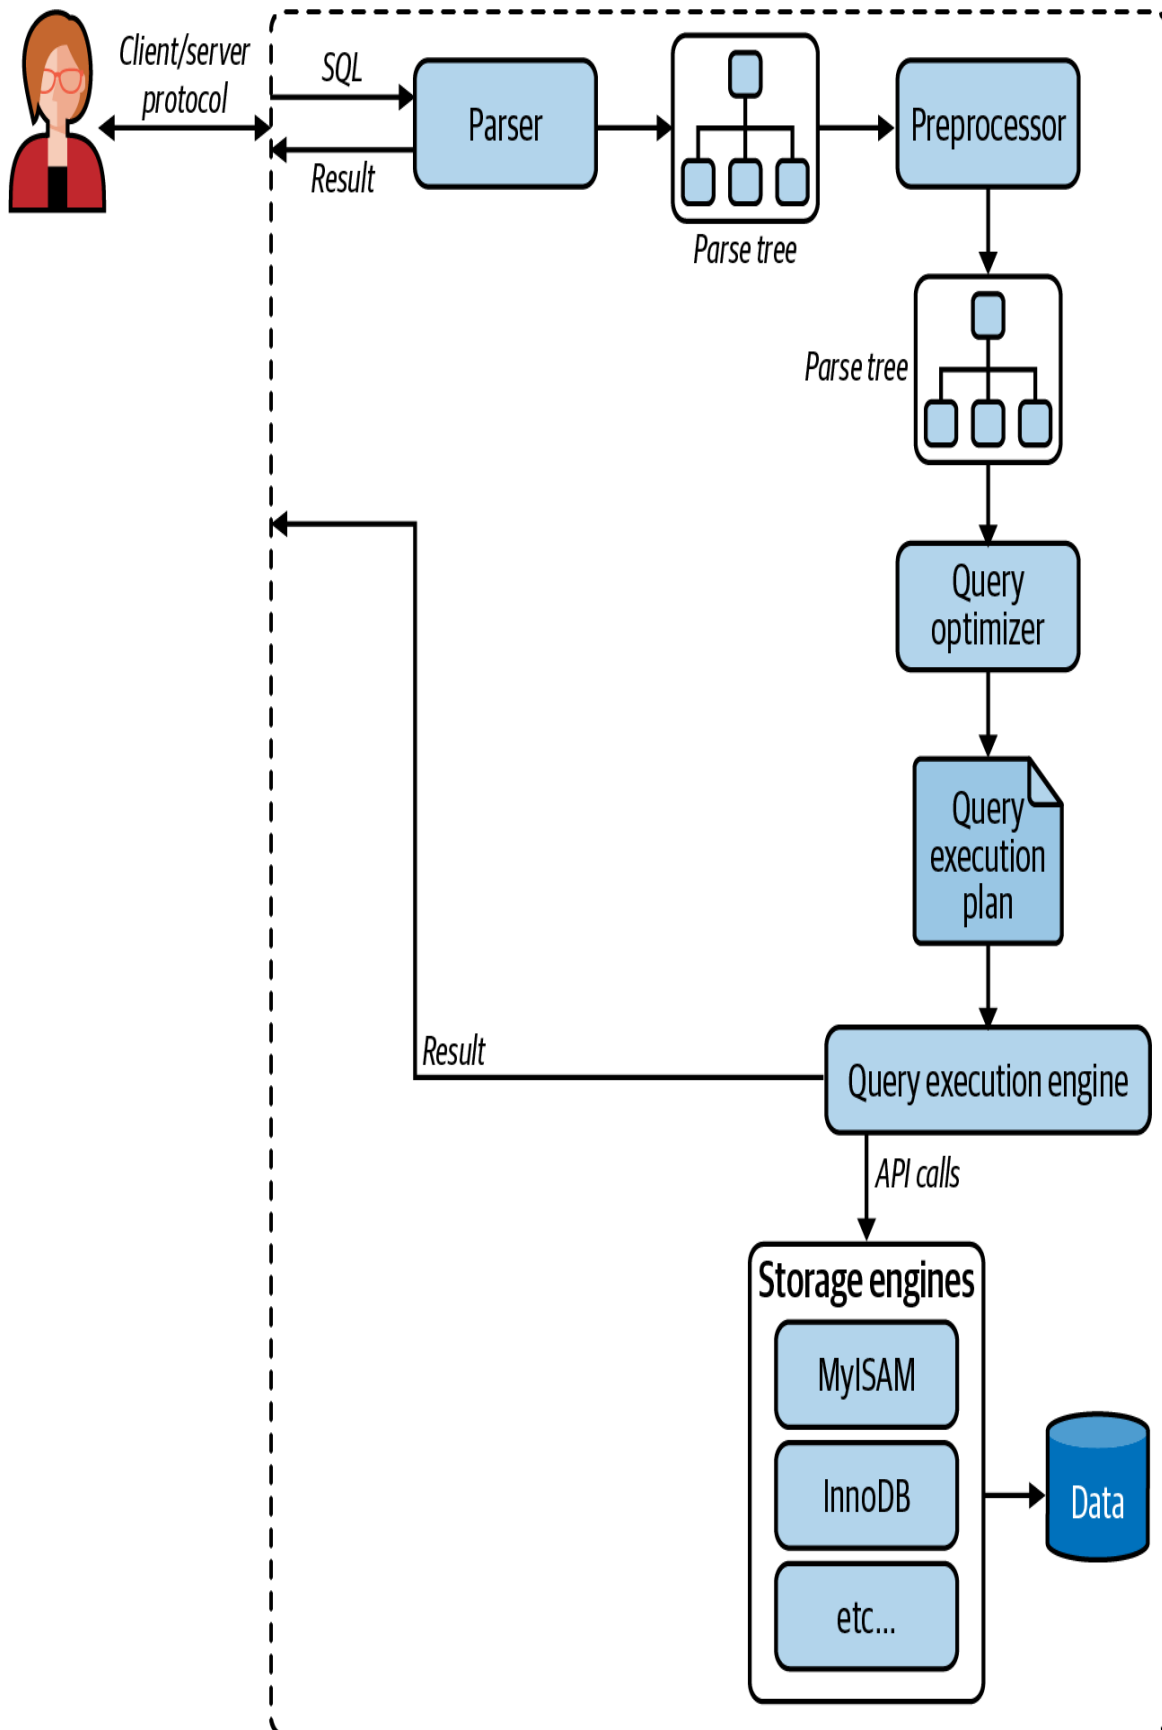 Client/server
protocol
SQL
Result
Parser
Parse tree
Preprocessor
Parse tree
Query
optimizer
Query
execution
plan
Result
Query execution engine
API calls
Storage engines
MyISAM
InnoDB
etc...
Data